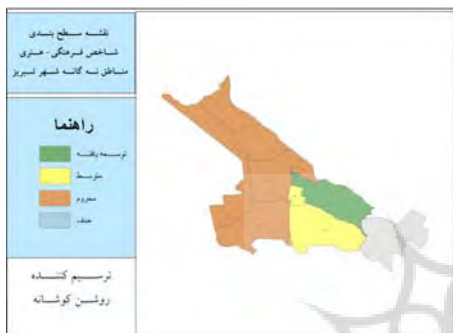 نقشه سطح بندی
شاخص فرهنگی - هنری
مناطق نه گانه شهر تبریز
راهنما
توسعه یافته
متوسط
محروم
حذف
ترسیم کننده
روشن کوشانه